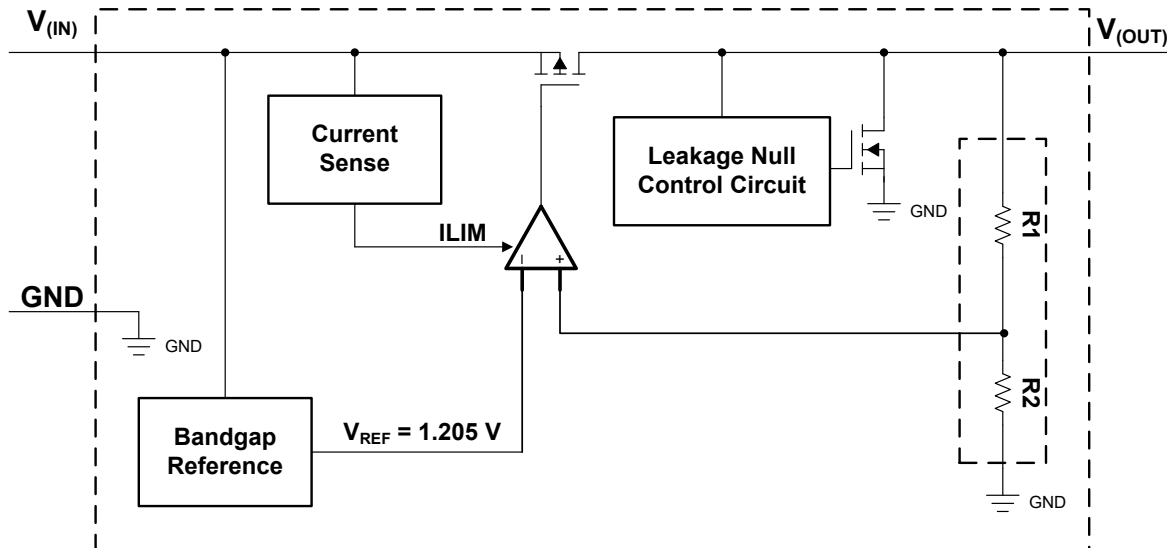 V(IN)
V(OUT)
Current
Sense
Leakage Null
Control Circuit
GND
R1
ILIM
GND
GND
R2
Bandgap
Reference
VREF = 1.205 V
GND